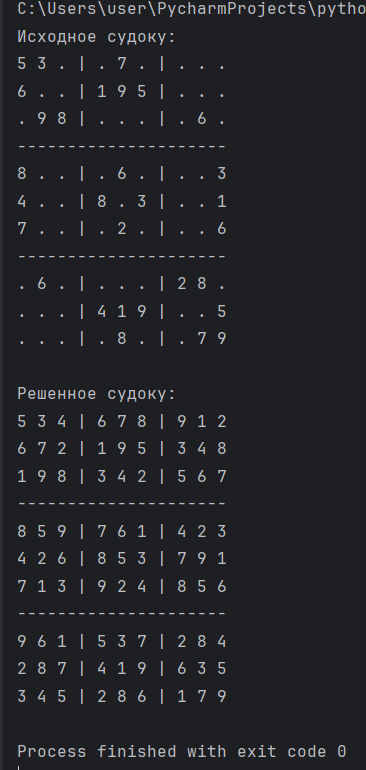 C:\Users\user\PycharmProjects\pytho
Исходное судоку:
5 3 . | . 7 . | . . .
6 . . | 1 9 5 | . . .
. 9 8 | . . . | . 6 .
---------------------
8 . . | . 6 . | . . 3
4 . . | 8 . 3 | . . 1
7 . . | . 2 . | . . 6
---------------------
. 6 . | . . . | 2 8 .
. . . | 4 1 9 | . . 5
. . . | . 8 . | . 7 9
Решенное судоку:
5 3 4 | 6 7 8 | 9 1 2
6 7 2 | 1 9 5 | 3 4 8
1 9 8 | 3 4 2 | 5 6 7
---------------------
8 5 9 | 7 6 1 | 4 2 3
4 2 6 | 8 5 3 | 7 9 1
7 1 3 | 9 2 4 | 8 5 6
---------------------
9 6 1 | 5 3 7 | 2 8 4
2 8 7 | 4 1 9 | 6 3 5
3 4 5 | 2 8 6 | 1 7 9
Process finished with exit code 0